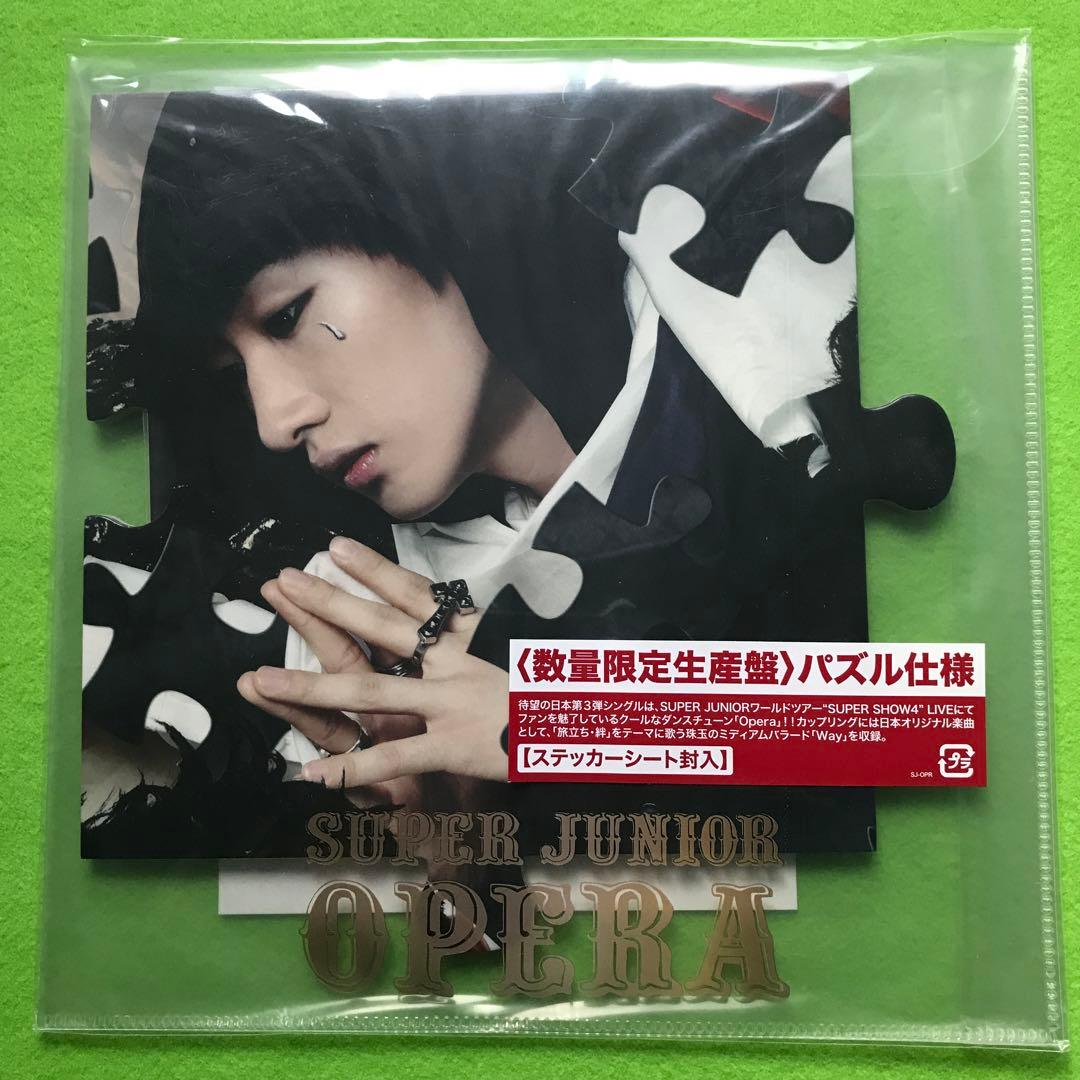 〈数量限定生産盤〉パズル仕様
待望の日本第3弾シングルは、SUPER JUNIORワールドツアー“SUPER SHOW4” LIVEにて
ファンを魅了しているクールなダンスチューン「Opera」！！カップリングには日本オリジナル楽曲
として、「旅立ち・絆」をテーマに歌う珠玉のミディアムバラード「Way」を収録。
【ステッカーシート封入】
プラ
SJ-OPR
SUPER JUNIOR
OPERA